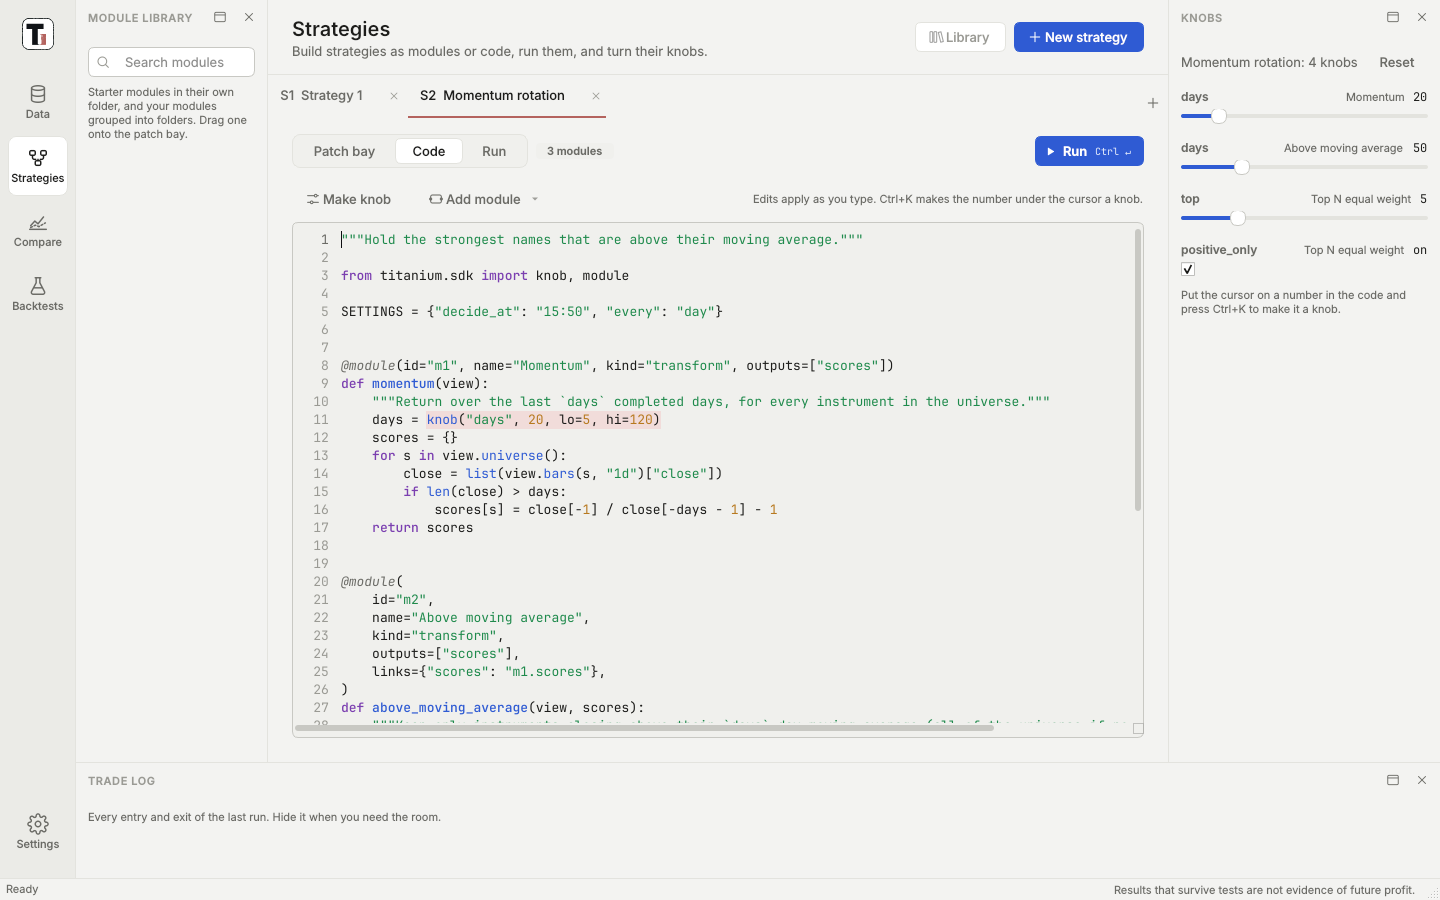 MODULE LIBRARY
Search modules
Starter modules in their own
folder, and your modules
grouped into folders. Drag one
onto the patch bay.
Data
Strategies
Compare
Backtests
Settings
Strategies
Build strategies as modules or code, run them, and turn their knobs.
Library
+ New strategy
S1 Strategy 1
S2 Momentum rotation
Patch bay
Code
Run
3 modules
Run Ctrl ↵
Make knob
Add module
Edits apply as you type. Ctrl+K makes the number under the cursor a knob.
1 """Hold the strongest names that are above their moving average."""
2
3 from titanium.sdk import knob, module
4
5 SETTINGS = {"decide_at": "15:50", "every": "day"}
6
7
8 @module(id="m1", name="Momentum", kind="transform", outputs=["scores"])
9 def momentum(view):
10     """Return over the last `days` completed days, for every instrument in the universe."""
11     days = knob("days", 20, lo=5, hi=120)
12     scores = {}
13     for s in view.universe():
14         close = list(view.bars(s, "1d")["close"])
15         if len(close) > days:
16             scores[s] = close[-1] / close[-days - 1] - 1
17     return scores
18
19
20 @module(
21     id="m2",
22     name="Above moving average",
23     kind="transform",
24     outputs=["scores"],
25     links={"scores": "m1.scores"},
26 )
27 def above_moving_average(view, scores):
KNOBS
Momentum rotation: 4 knobs
Reset
days Momentum 20
days Above moving average 50
top Top N equal weight 5
positive_only Top N equal weight on
Put the cursor on a number in the code and
press Ctrl+K to make it a knob.
TRADE LOG
Every entry and exit of the last run. Hide it when you need the room.
Ready
Results that survive tests are not evidence of future profit.